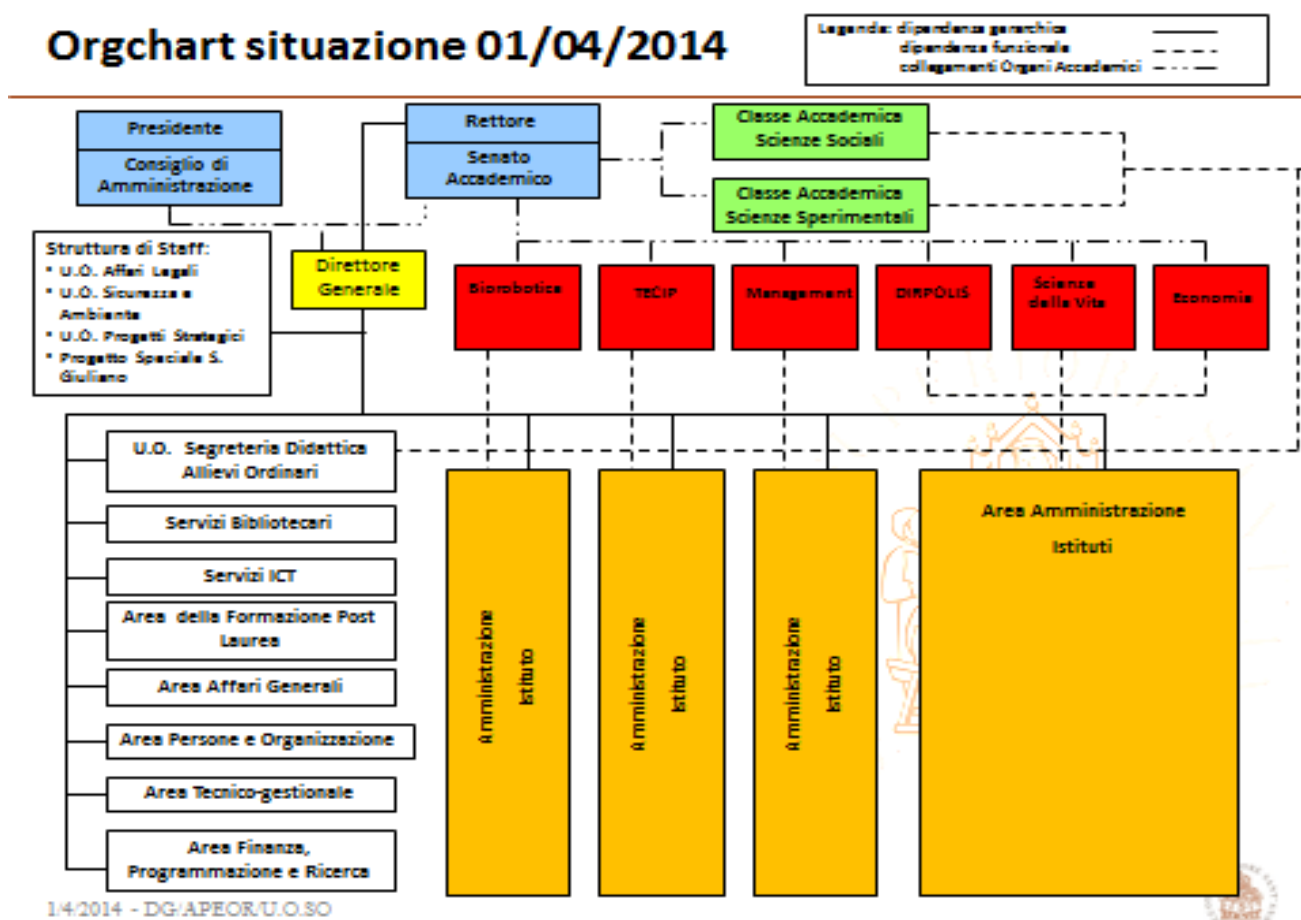 Orgchart situazione 01/04/2014
Legenda: dipendenza gerarchica
dipendenza funzionale
collegamenti Organi Accademici
Presidente
Consiglio di
Amministrazione
Rettore
Senato
Accademico
Classe Accademica
Scienze Sociali
Classe Accademica
Scienze Sperimentali
Struttura di Staff:
* U.O. Affari Legali
* U.O. Sicurezza e
Ambiente
* U.O. Progetti Strategici
* Progetto Speciale S.
Giuliano
Direttore
Generale
Biorobotica
TECIP
Management
DIRPOLIS
Scienze
della Vita
Economia
U.O. Segreteria Didattica
Allievi Ordinari
Servizi Bibliotecari
Servizi ICT
Area della Formazione Post
Laurea
Area Affari Generali
Area Persone e Organizzazione
Area Tecnico-gestionale
Area Finanza,
Programmazione e Ricerca
Amministrazione
Istituto
Amministrazione
Istituto
Amministrazione
Istituto
Area Amministrazione
Istituti
1/4/2014 - DG/APEOR/U.O.SO